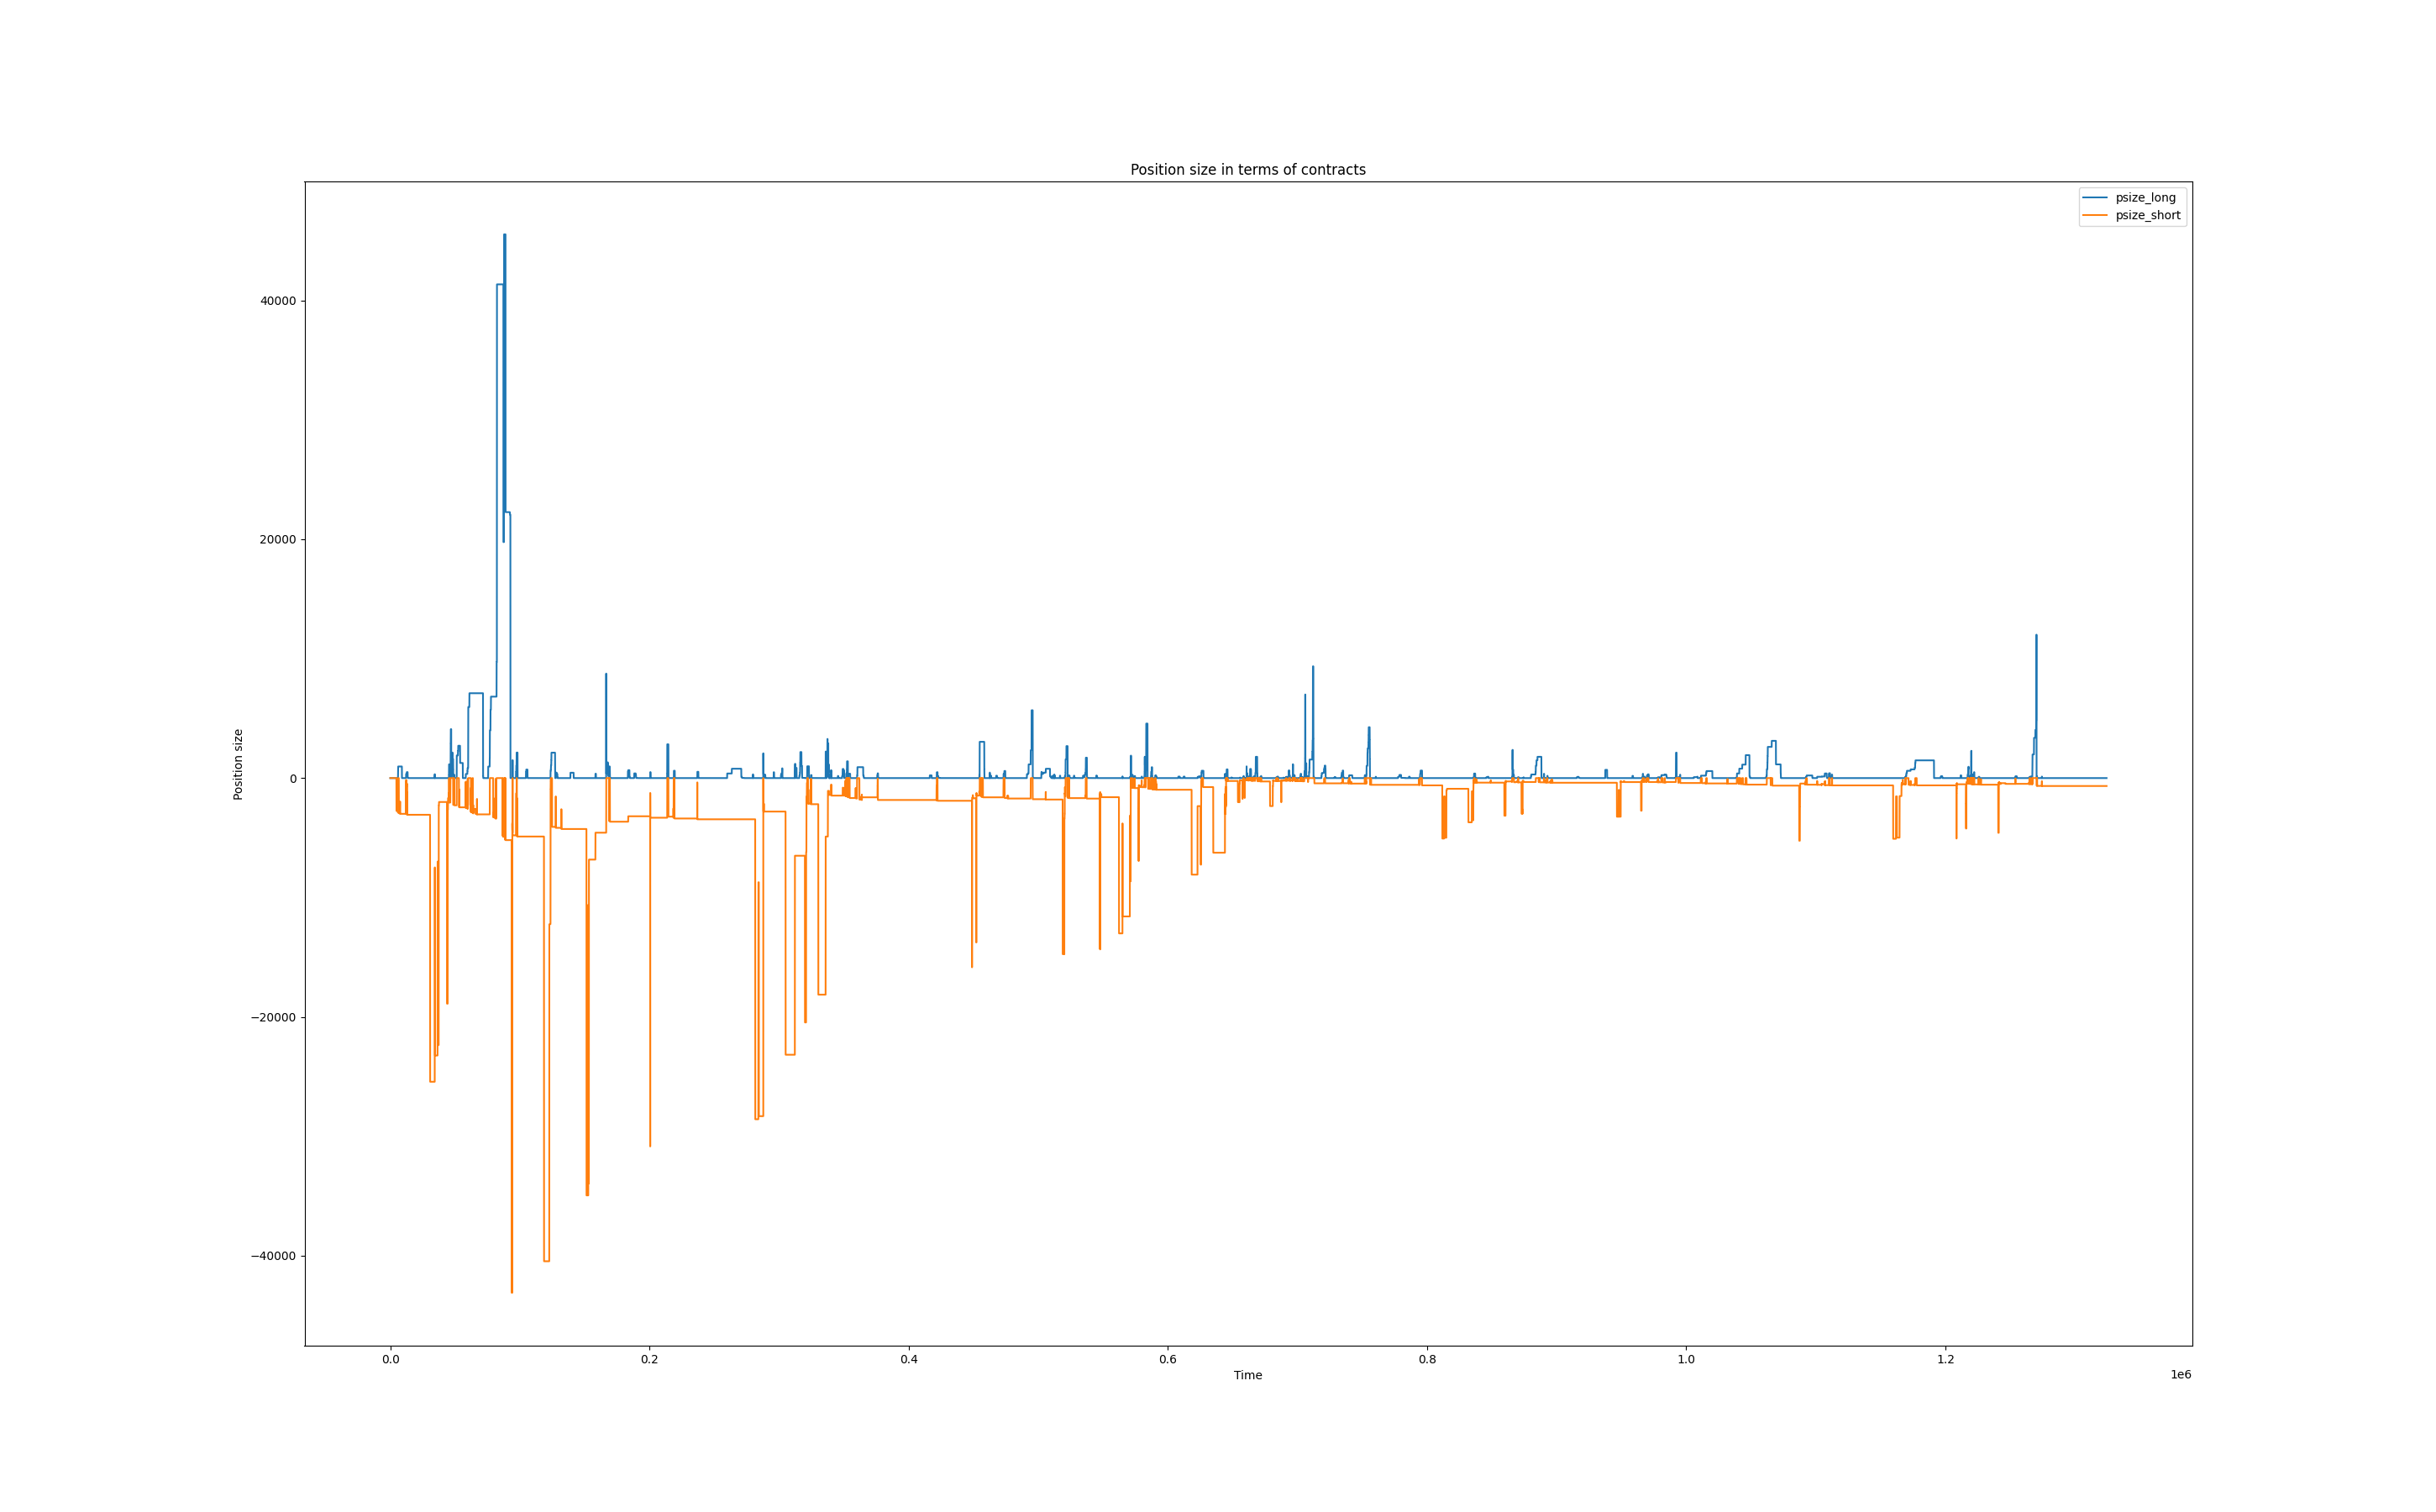 Position size in terms of contracts
psize_long
psize_short
40000
20000
0
−20000
−40000
Position size
0.0
0.2
0.4
0.6
0.8
1.0
1.2
1e6
Time